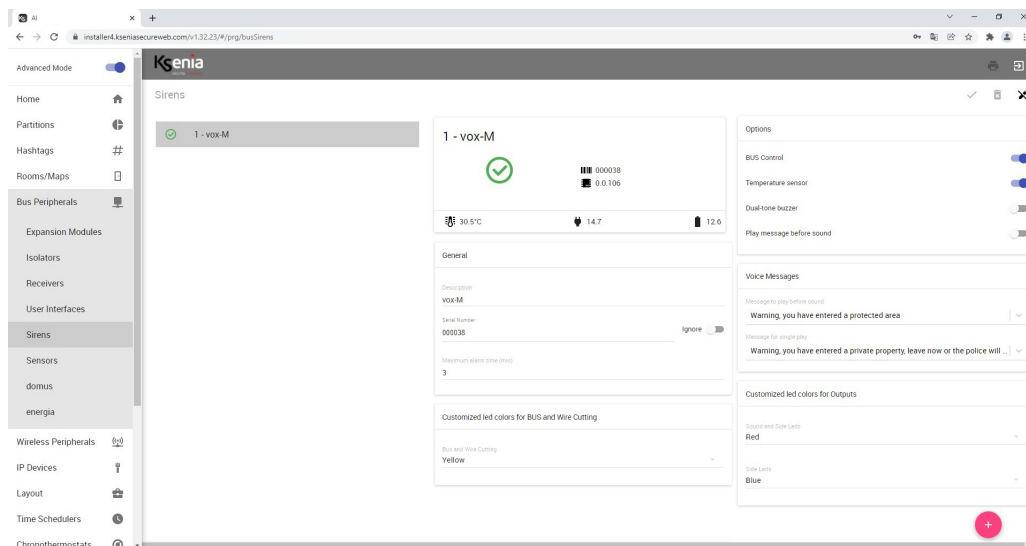 AI
installer4.kseniasecureweb.com/v1.32.23/#/prg/busSirens
Advanced Mode
Ksenia
Home
Partitions
Hashtags
Rooms/Maps
Bus Peripherals
Expansion Modules
Isolators
Receivers
User Interfaces
Sirens
Sensors
domus
energia
Wireless Peripherals
IP Devices
Layout
Time Schedulers
Chronothermostats
Sirens
1 - vox-M
1 - vox-M
000038
0.0.106
30.5°C 14.7 12.6
General
Description
vox-M
Serial Number
000038 Ignore
Maximum alarm time (min)
3
Customized led colors for BUS and Wire Cutting
Bus and Wire Cutting
Yellow
Options
BUS Control
Temperature sensor
Dual-tone buzzer
Play message before sound
Voice Messages
Message to play before sound
Warning, you have entered a protected area
Message for single play
Warning, you have entered a private property, leave now or the police will ...
Customized led colors for Outputs
Sound and Side Leds
Red
Side Leds
Blue